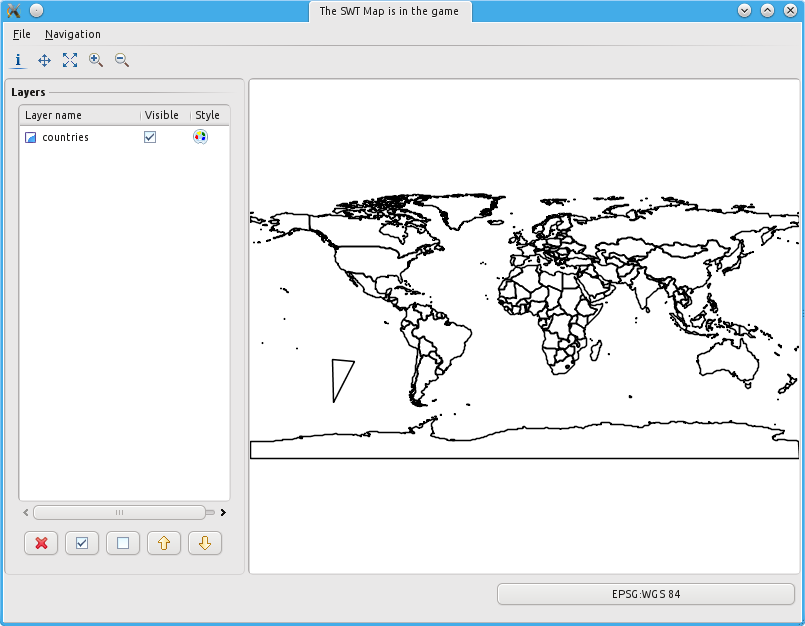 The SWT Map is in the game
File Navigation
Layers
Layer name Visible Style
countries
EPSG:WGS 84